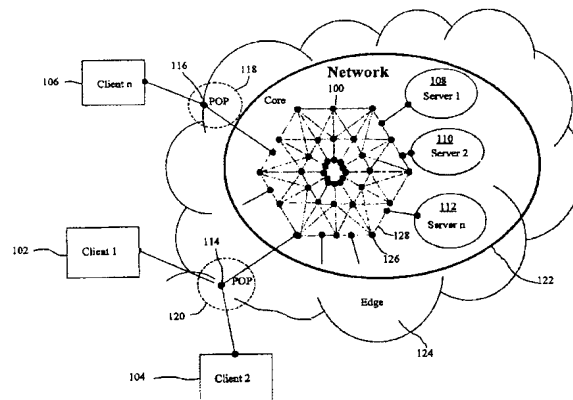 Network
108
Server 1
100
Core
116
118
POP
106
Client n
110
Server 2
112
Server n
128
126
114
POP
102
Client 1
122
120
Edge
124
104
Client 2